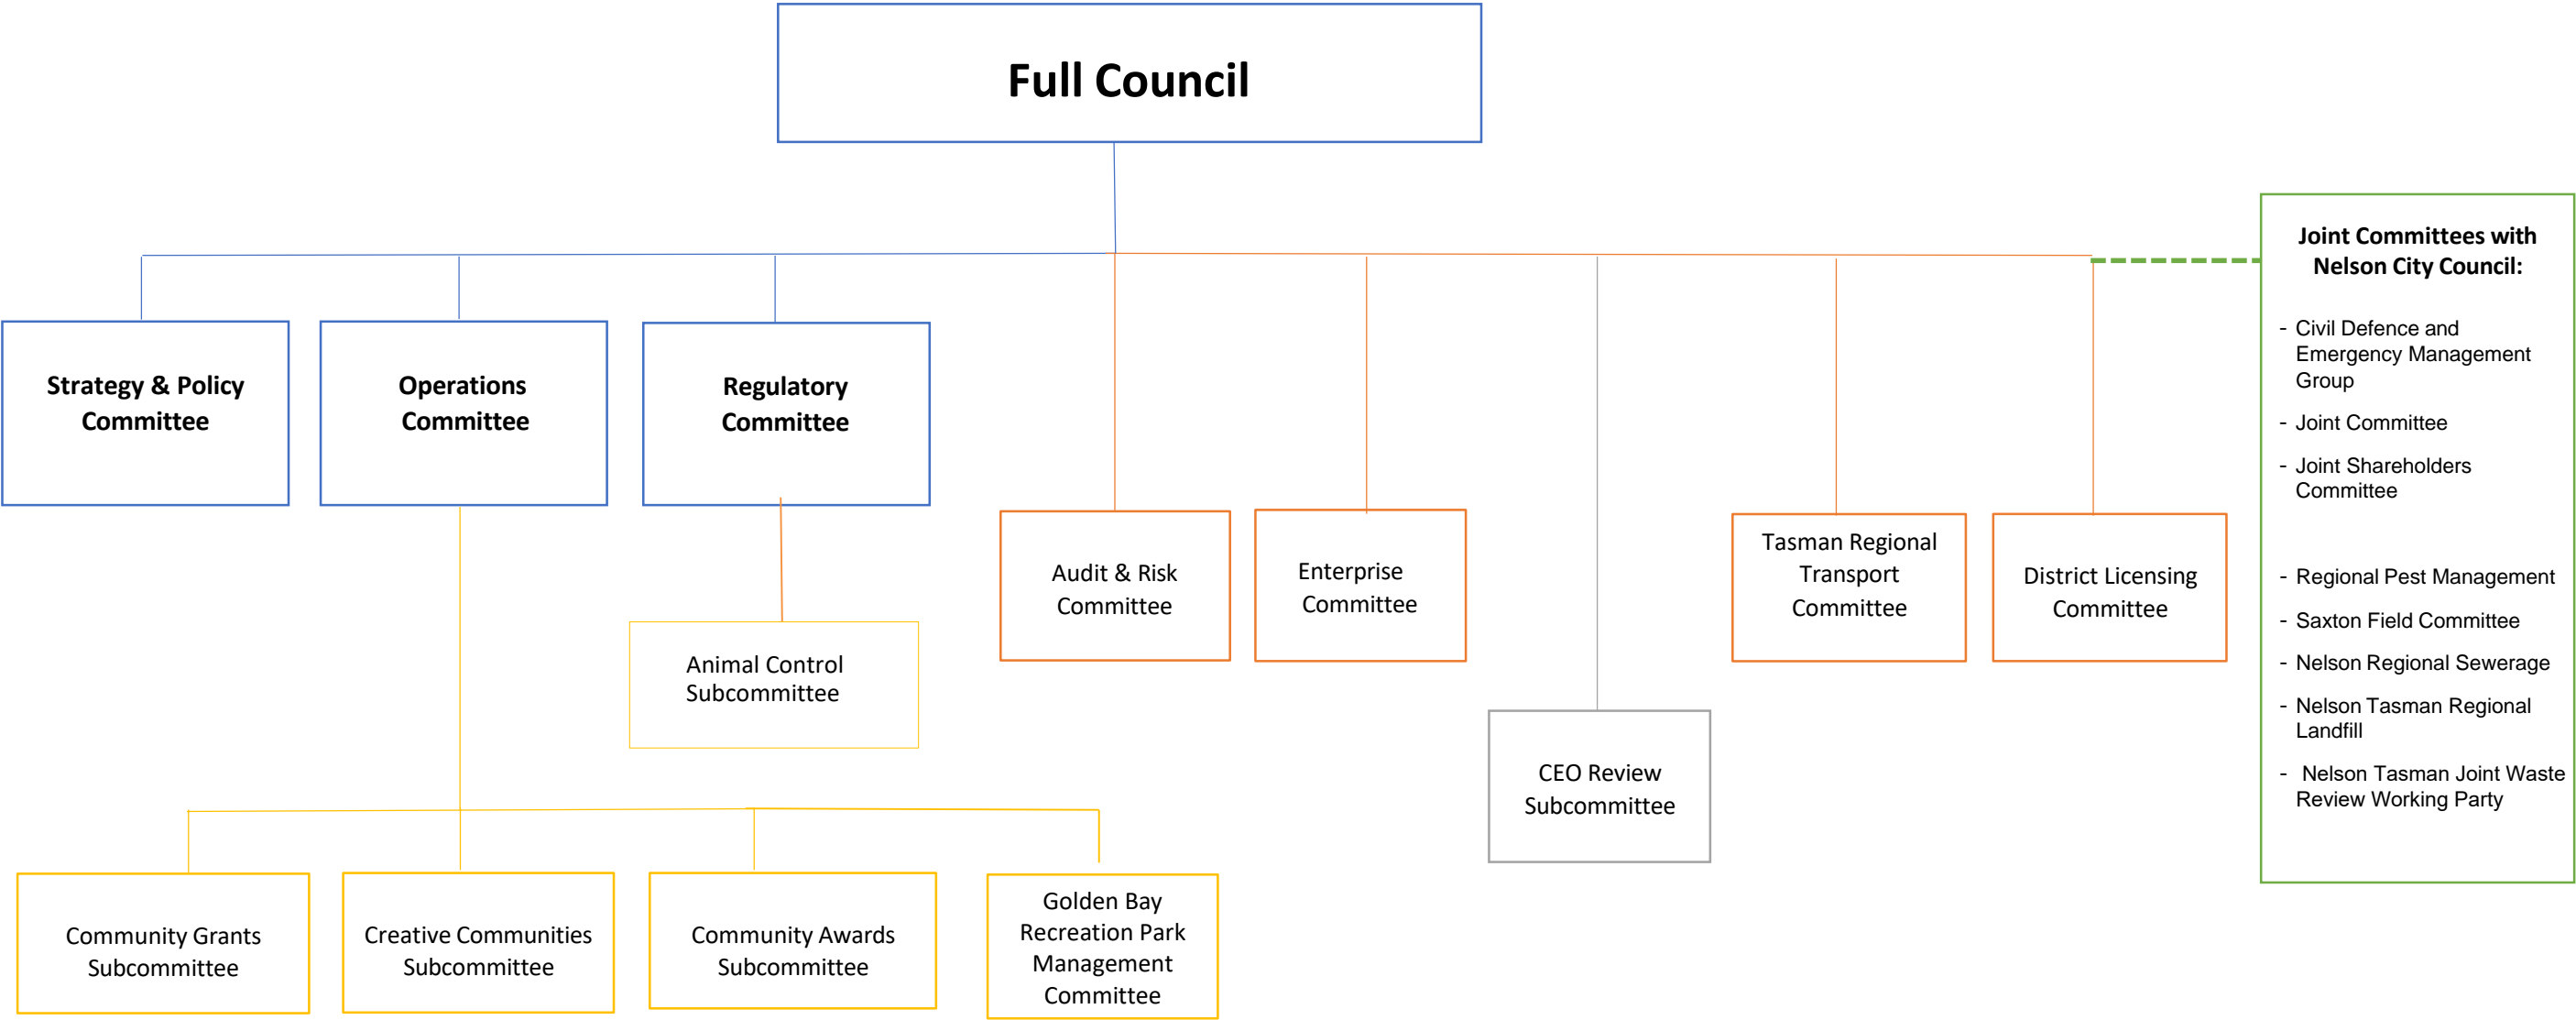 Full Council
Strategy & Policy
Committee
Operations
Committee
Regulatory
Committee
Audit & Risk
Committee
Enterprise
Committee
Tasman Regional
Transport
Committee
District Licensing
Committee
Animal Control
Subcommittee
CEO Review
Subcommittee
Community Grants
Subcommittee
Creative Communities
Subcommittee
Community Awards
Subcommittee
Golden Bay
Recreation Park
Management
Committee
Joint Committees with
Nelson City Council:
- Civil Defence and
Emergency Management
Group
- Joint Committee
- Joint Shareholders
Committee
- Regional Pest Management
- Saxton Field Committee
- Nelson Regional Sewerage
- Nelson Tasman Regional
Landfill
- Nelson Tasman Joint Waste
Review Working Party